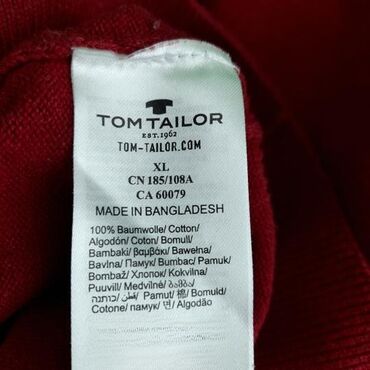 TOM TAILOR
EST. 1962
TOM-TAILOR.COM
XL
CN 185/108A
CA 60079
MADE IN BANGLADESH
100% Baumwolle/ Cotton/
Algodón/ Coton/ Bomull/
Bambaki/ βαμβάκι/ Bawełna/
Bavlna/ Памук/ Bumbac/ Pamuk/
Bombaž/ Хлопок/ Kokvilna/
Puuvill/ Medvilnė/ ბამბა/
כותנה/ قطن/ Pamut/ 棉/ Bomuld/
Cotone/ памук/ 면/ Algodão